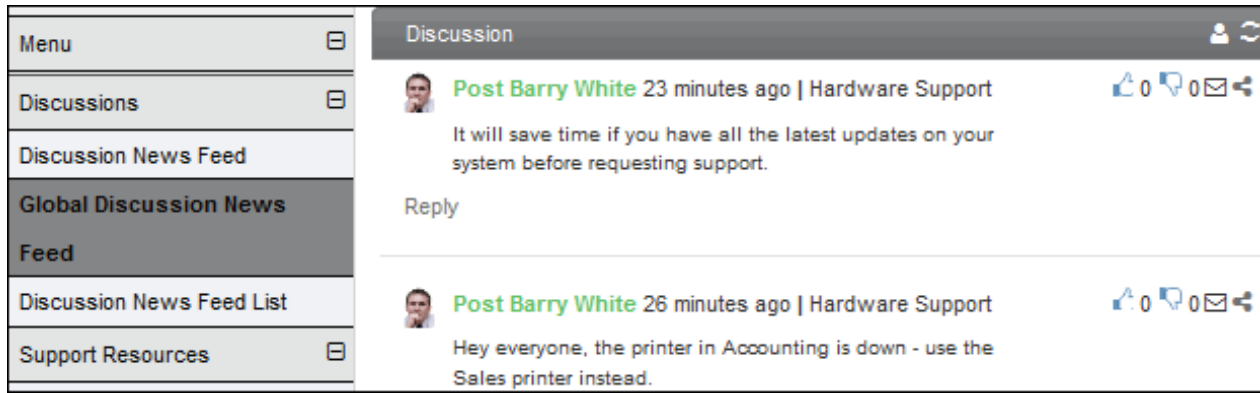 Menu
Discussions
Discussion News Feed
Global Discussion News
Feed
Discussion News Feed List
Support Resources
Discussion
Post Barry White 23 minutes ago | Hardware Support
0 0
It will save time if you have all the latest updates on your
system before requesting support.
Reply
Post Barry White 26 minutes ago | Hardware Support
0 0
Hey everyone, the printer in Accounting is down - use the
Sales printer instead.